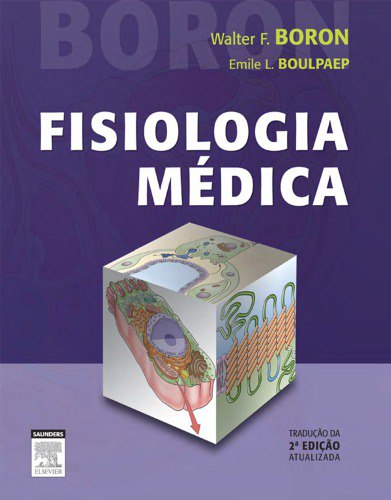 BORON
Walter F. BORON
Emile L. BOULPAEP
FISIOLOGIA
MÉDICA
TRADUÇÃO DA
2ª EDIÇÃO
ATUALIZADA
SAUNDERS
ELSEVIER